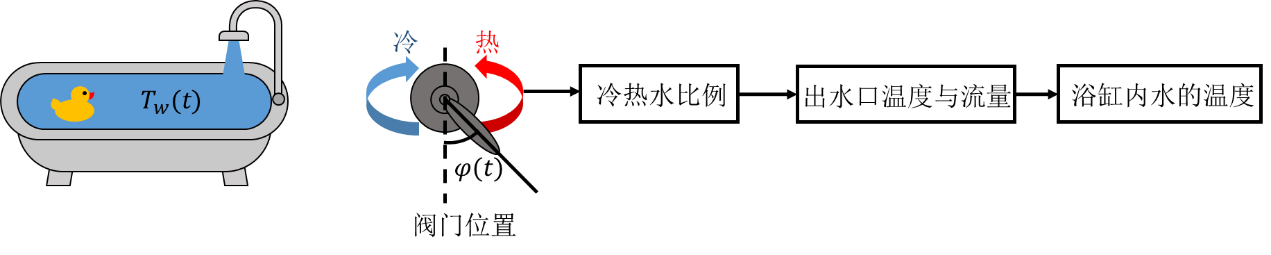 T_w(t)
冷
热
φ(t)
阀门位置
冷热水比例
出水口温度与流量
浴缸内水的温度